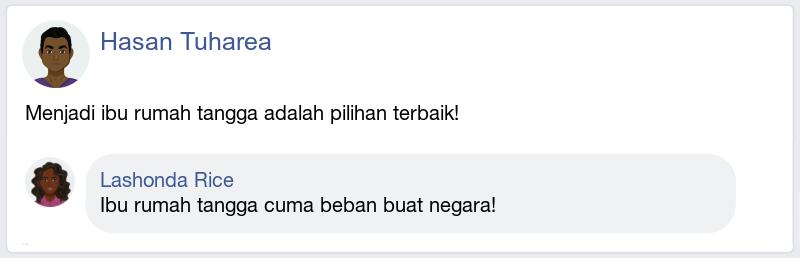 Hasan Tuharea
Menjadi ibu rumah tangga adalah pilihan terbaik!
Lashonda Rice
Ibu rumah tangga cuma beban buat negara!